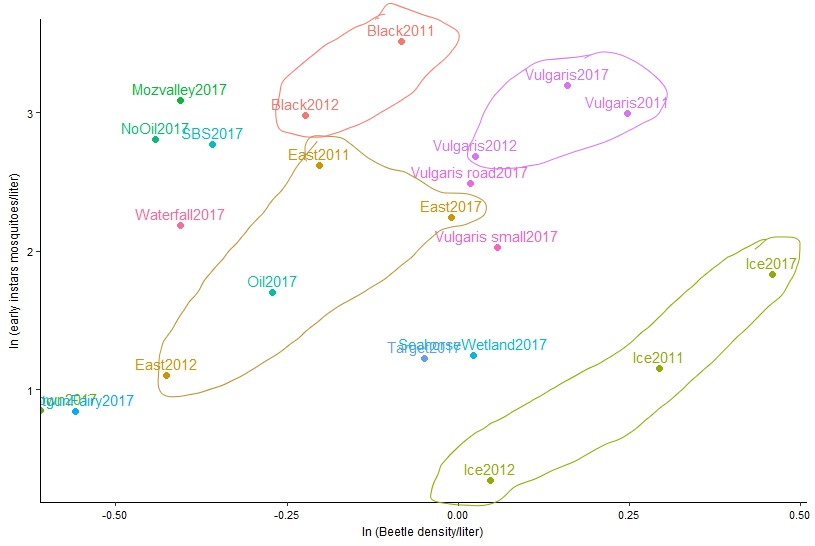 Black2011
Vulgaris2017
Mozvalley2017
Vulgaris2011
Black2012
3
NoOil2017
SBS2017
Vulgaris2012
East2011
Vulgaris road2017
Waterfall2017
East2017
2
Vulgaris small2017
Ice2017
Oil2017
Target2017
SeahorseWetland2017
Ice2011
East2012
1
Ice2012
-0.50
-0.25
0.00
0.25
0.50
ln (Beetle density/liter)
ln (early instars mosquitoes/liter)